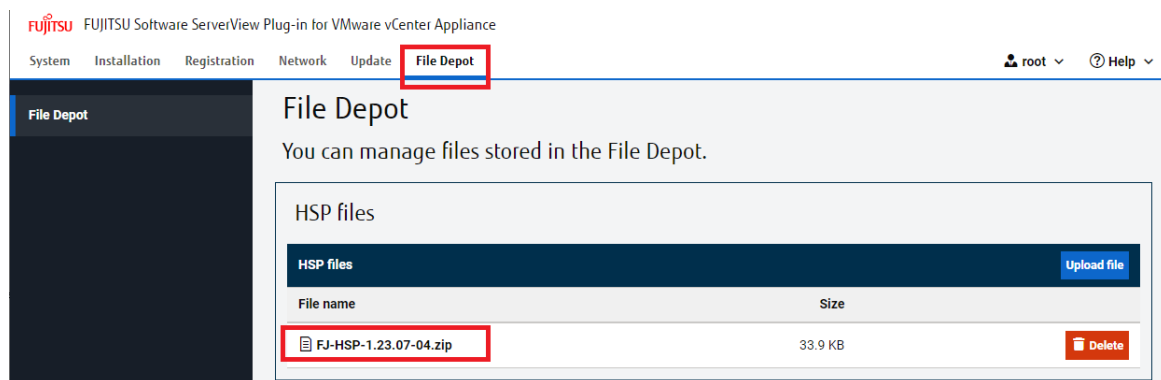 FUJITSU FUJITSU Software ServerView Plug-in for VMware vCenter Appliance
System Installation Registration Network Update File Depot root Help
File Depot
File Depot
You can manage files stored in the File Depot.
HSP files
HSP files Upload file
File name Size
FJ-HSP-1.23.07-04.zip 33.9 KB Delete